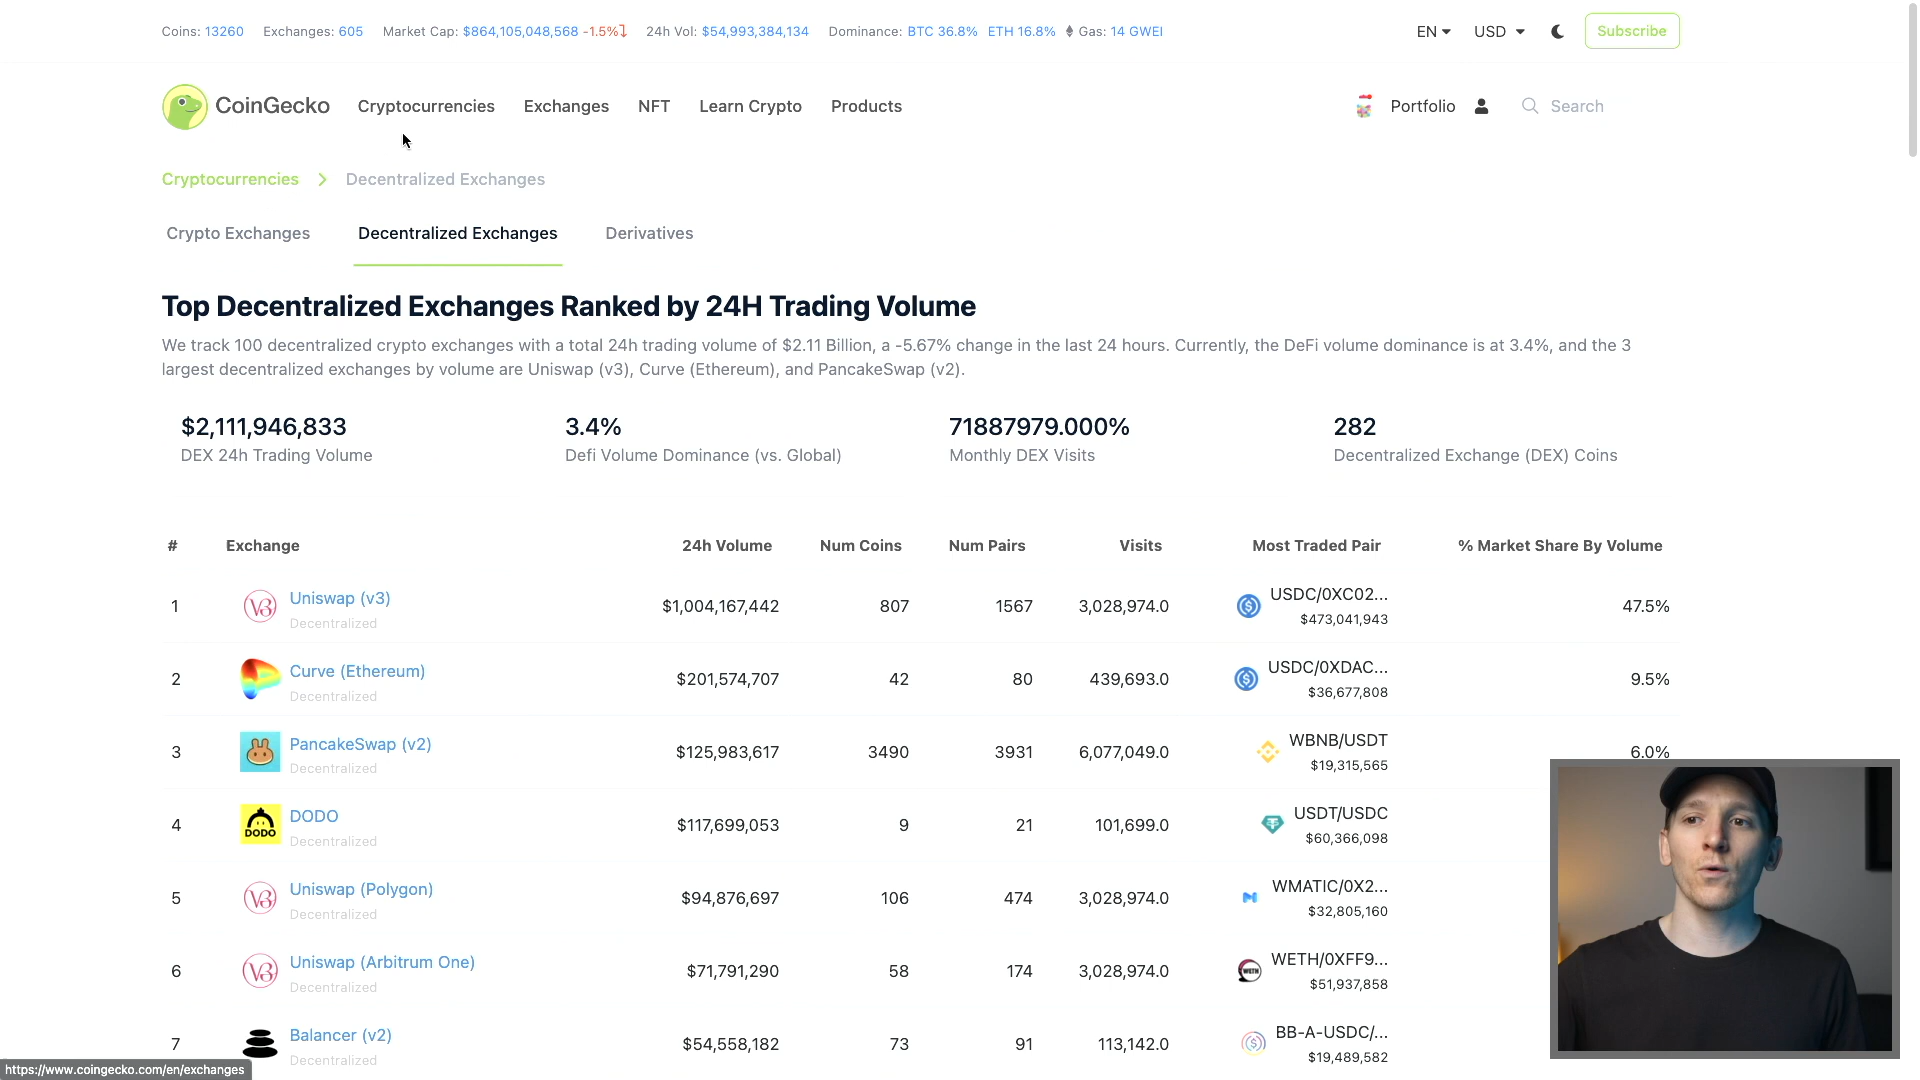 Coins: 13260 Exchanges: 605 Market Cap: $864,105,048,568 -1.5% 24h Vol: $54,993,384,134 Dominance: BTC 36.8% ETH 16.8% Gas: 14 GWEI EN USD Subscribe
CoinGecko Cryptocurrencies Exchanges NFT Learn Crypto Products Portfolio Search
Cryptocurrencies > Decentralized Exchanges
Crypto Exchanges Decentralized Exchanges Derivatives
Top Decentralized Exchanges Ranked by 24H Trading Volume
We track 100 decentralized crypto exchanges with a total 24h trading volume of $2.11 Billion, a -5.67% change in the last 24 hours. Currently, the DeFi volume dominance is at 3.4%, and the 3
largest decentralized exchanges by volume are Uniswap (v3), Curve (Ethereum), and PancakeSwap (v2).
$2,111,946,833 3.4% 71887979.000% 282
DEX 24h Trading Volume Defi Volume Dominance (vs. Global) Monthly DEX Visits Decentralized Exchange (DEX) Coins
# Exchange 24h Volume Num Coins Num Pairs Visits Most Traded Pair % Market Share By Volume
1 V3 Uniswap (v3) $1,004,167,442 807 1567 3,028,974.0 USDC/0XC02... 47.5%
Decentralized $473,041,943
2 Curve (Ethereum) $201,574,707 42 80 439,693.0 USDC/0XDAC... 9.5%
Decentralized $36,677,808
3 PancakeSwap (v2) $125,983,617 3490 3931 6,077,049.0 WBNB/USDT 6.0%
Decentralized $19,315,565
4 DODO DODO $117,699,053 9 21 101,699.0 USDT/USDC
Decentralized $60,366,098
5 V3 Uniswap (Polygon) $94,876,697 106 474 3,028,974.0 WMATIC/0X2...
Decentralized $32,805,160
6 V3 Uniswap (Arbitrum One) $71,791,290 58 174 3,028,974.0 WETH WETH/0XFF9...
Decentralized $51,937,858
7 Balancer (v2) $54,558,182 73 91 113,142.0 BB-A-USDC/...
Decentralized $19,489,582
https://www.coingecko.com/en/exchanges